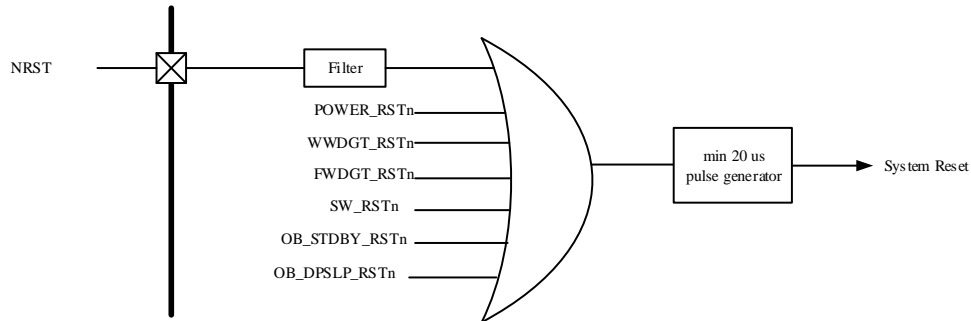 NRST
Filter
POWER_RSTn
WWDGT_RSTn
FWDGT_RSTn
SW_RSTn
OB_STDBY_RSTn
OB_DPSLP_RSTn
min 20 us
pulse generator
System Reset